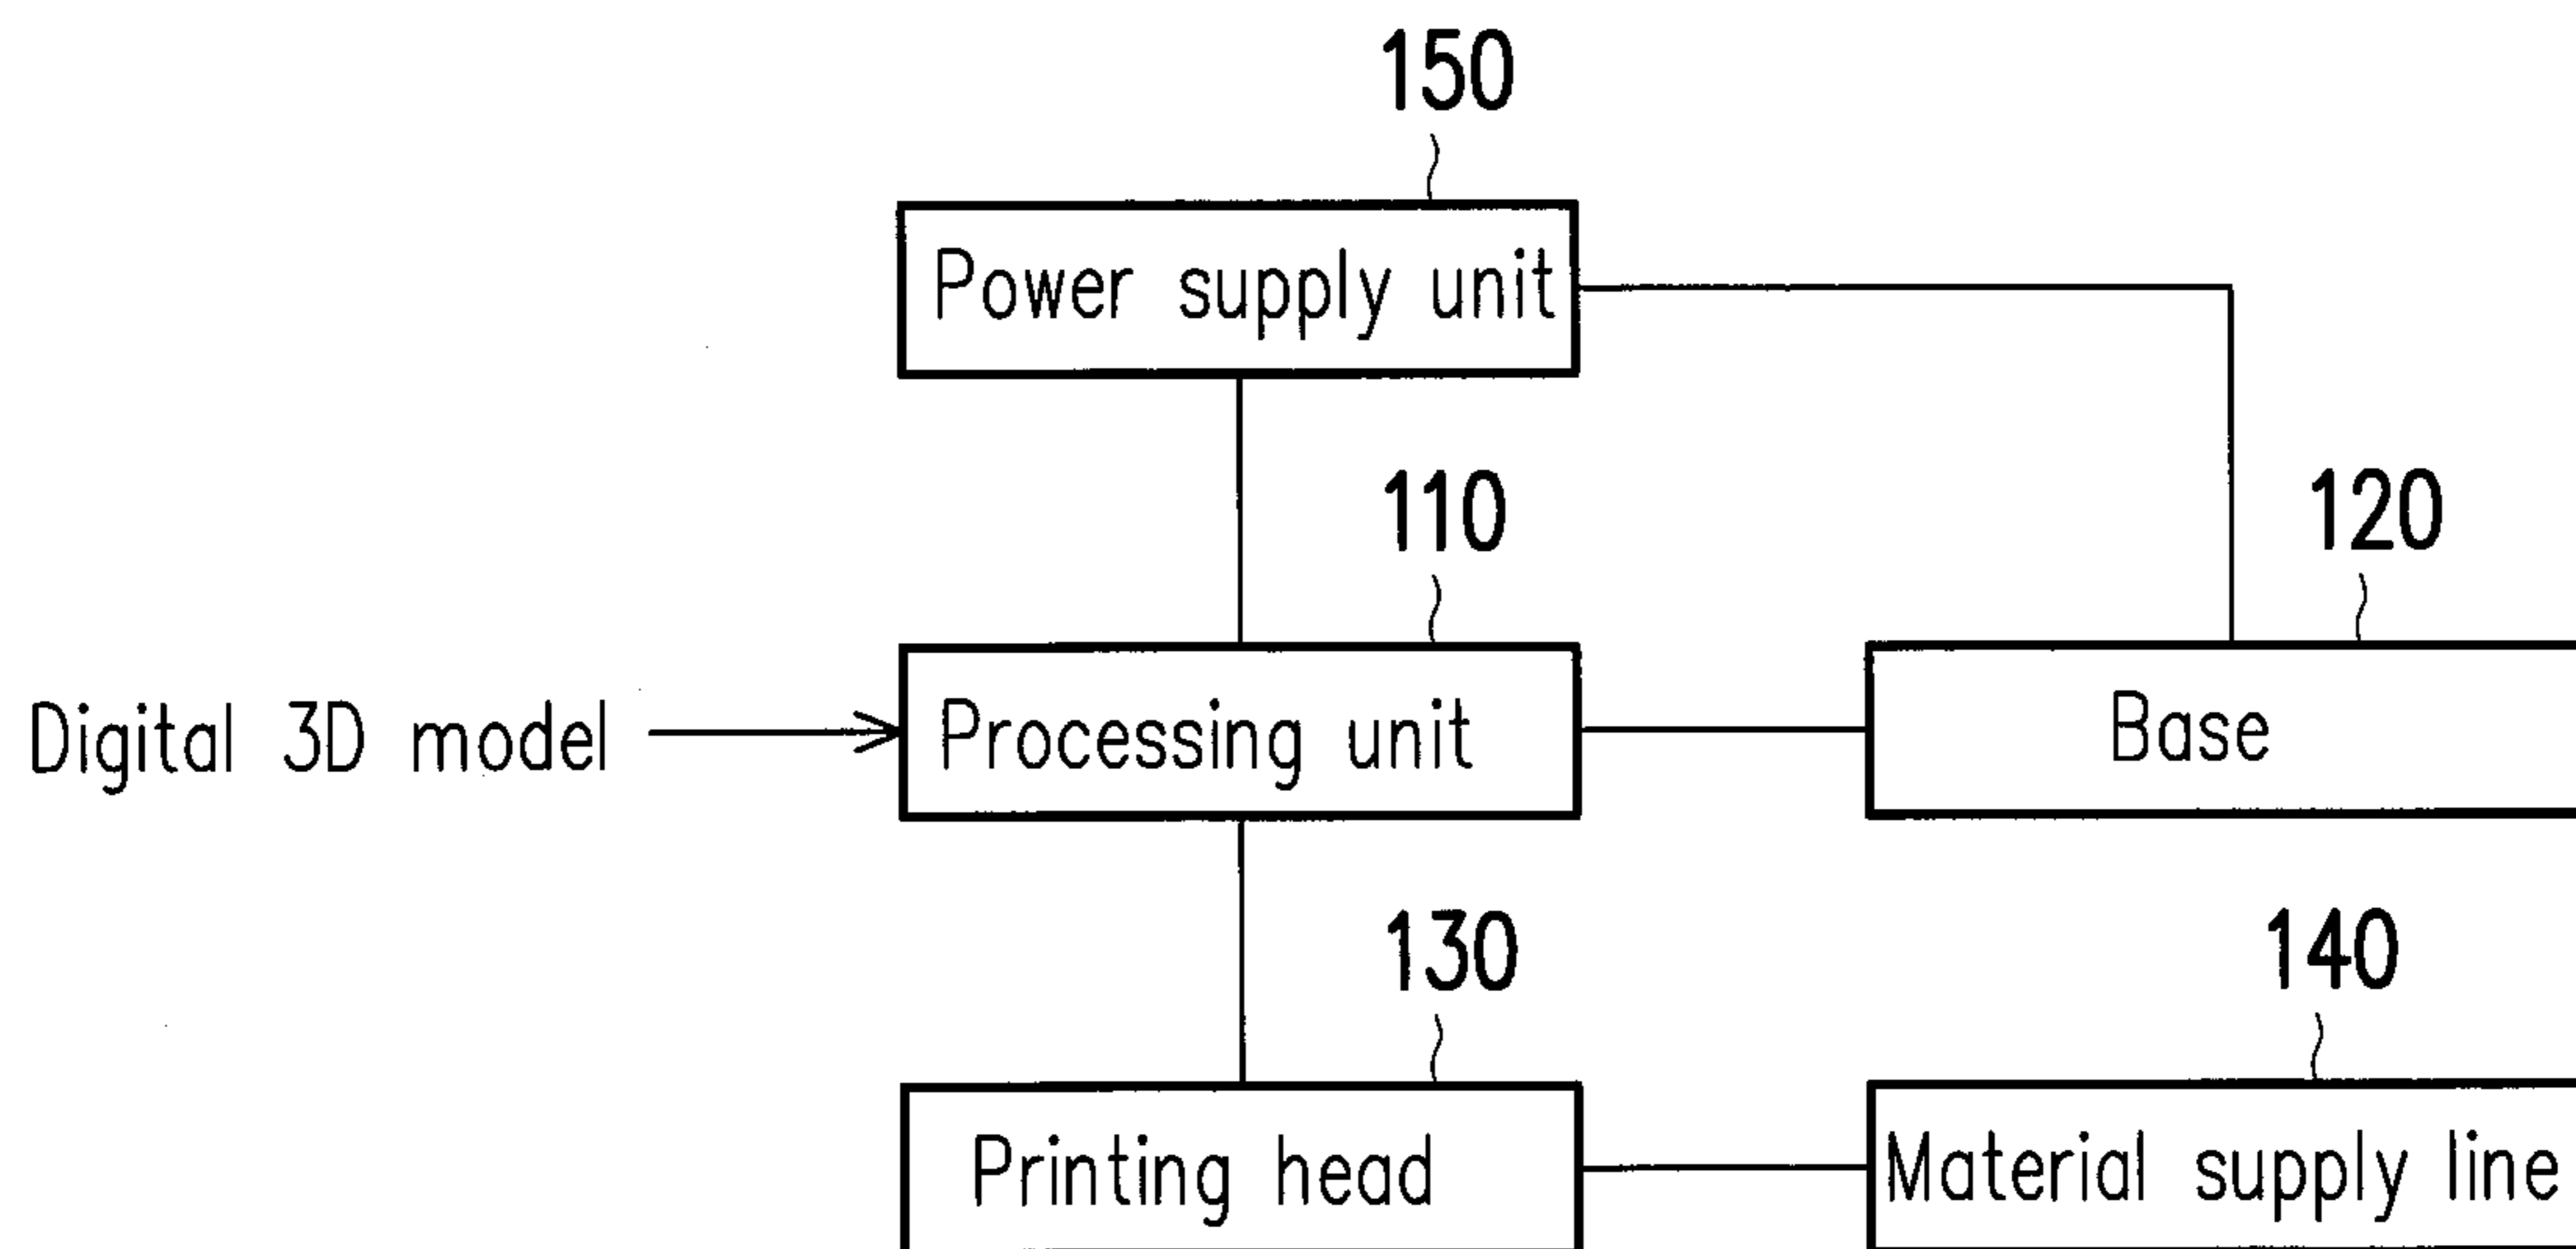 150
Power supply unit
110
120
Digital 3D model
Processing unit
Base
130
140
Printing head
Material supply line